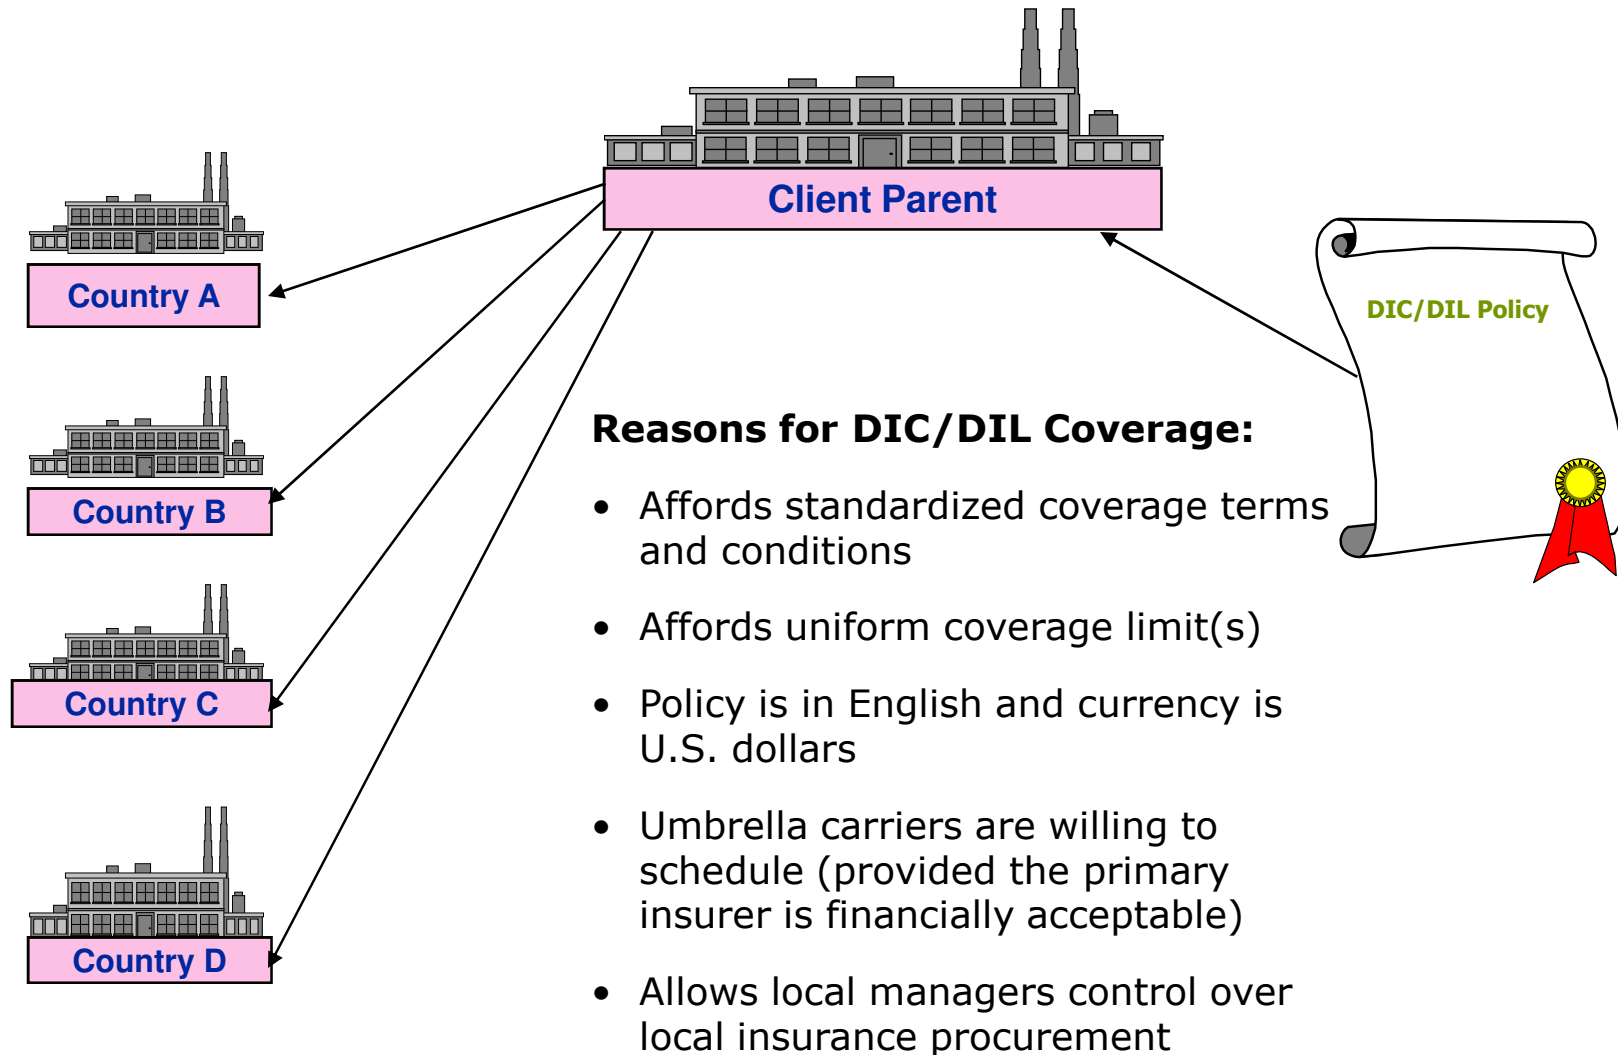 Client Parent
Country A
DIC/DIL Policy
Country B
Country C
Country D
Reasons for DIC/DIL Coverage:
• Affords standardized coverage terms
and conditions
• Affords uniform coverage limit(s)
• Policy is in English and currency is
U.S. dollars
• Umbrella carriers are willing to
schedule (provided the primary
insurer is financially acceptable)
• Allows local managers control over
local insurance procurement